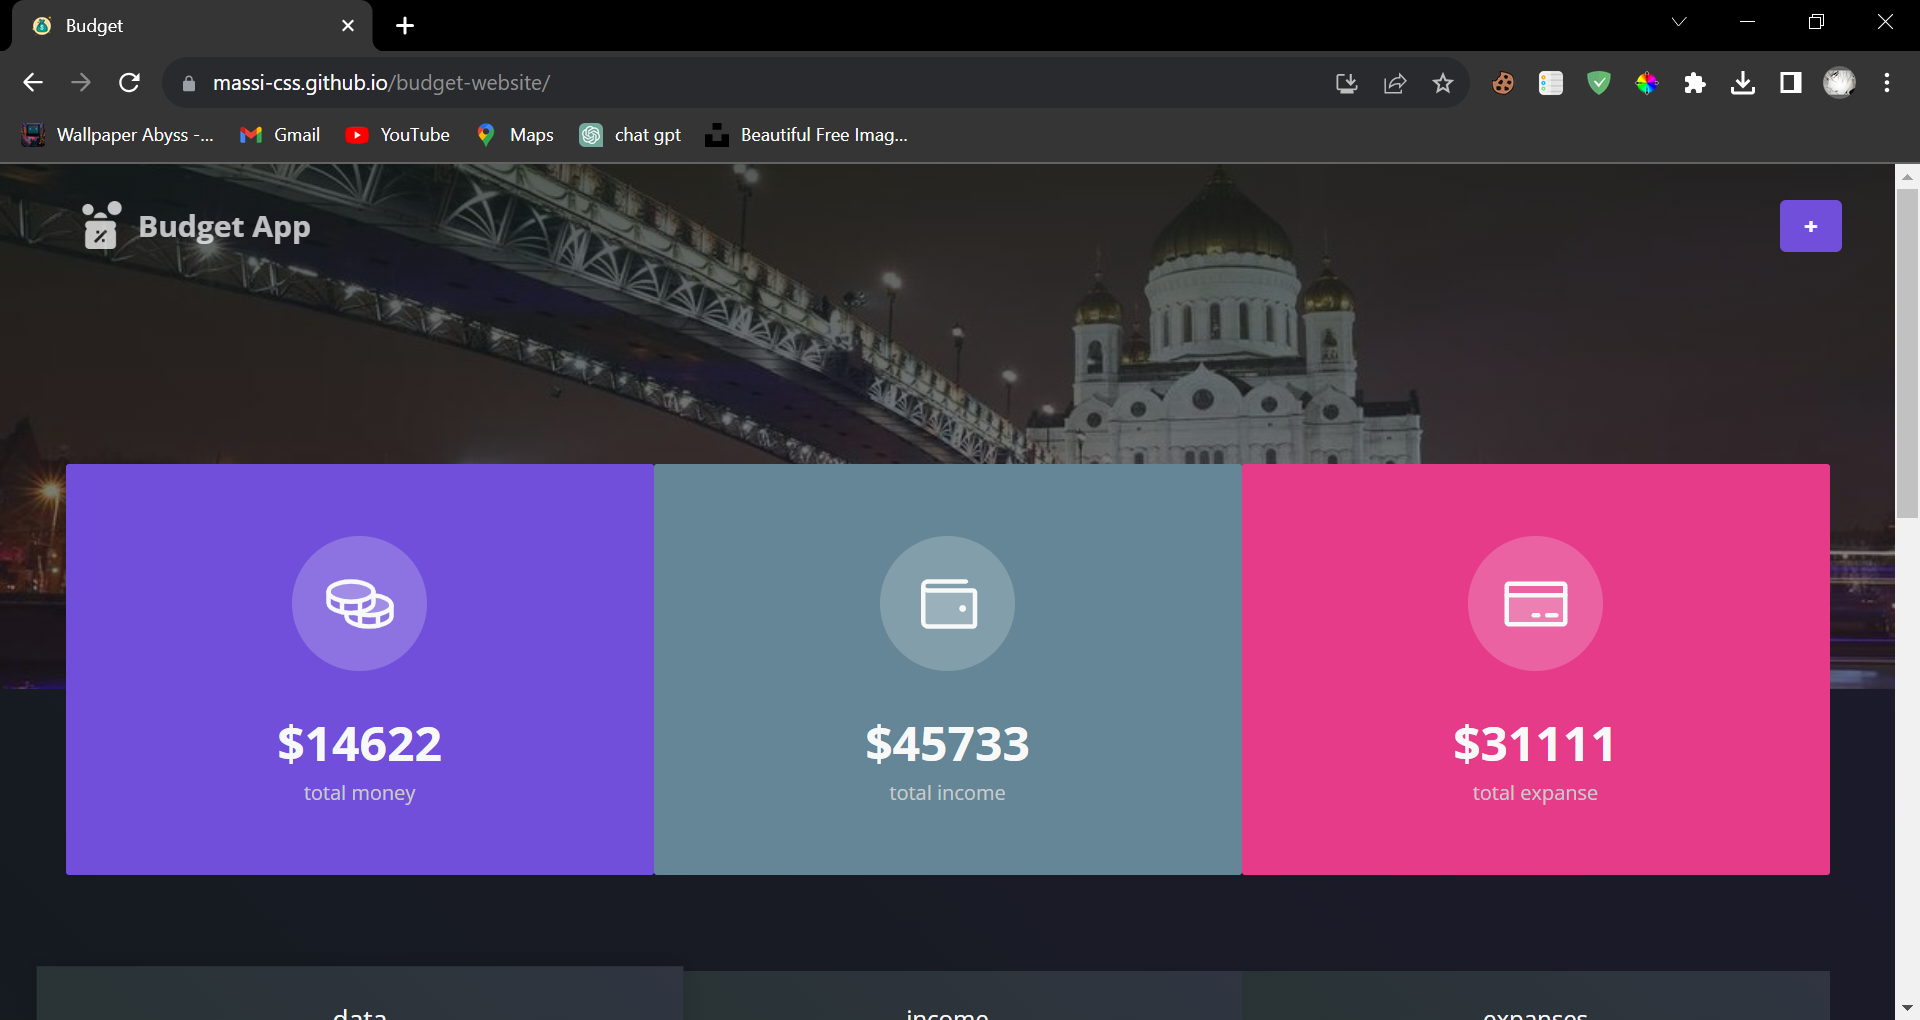 Budget
massi-css.github.io/budget-website/
Wallpaper Abyss -...
Gmail
YouTube
Maps
chat gpt
Beautiful Free Imag...
Budget App
+
$14622
total money
$45733
total income
$31111
total expanse
data
income
expanses